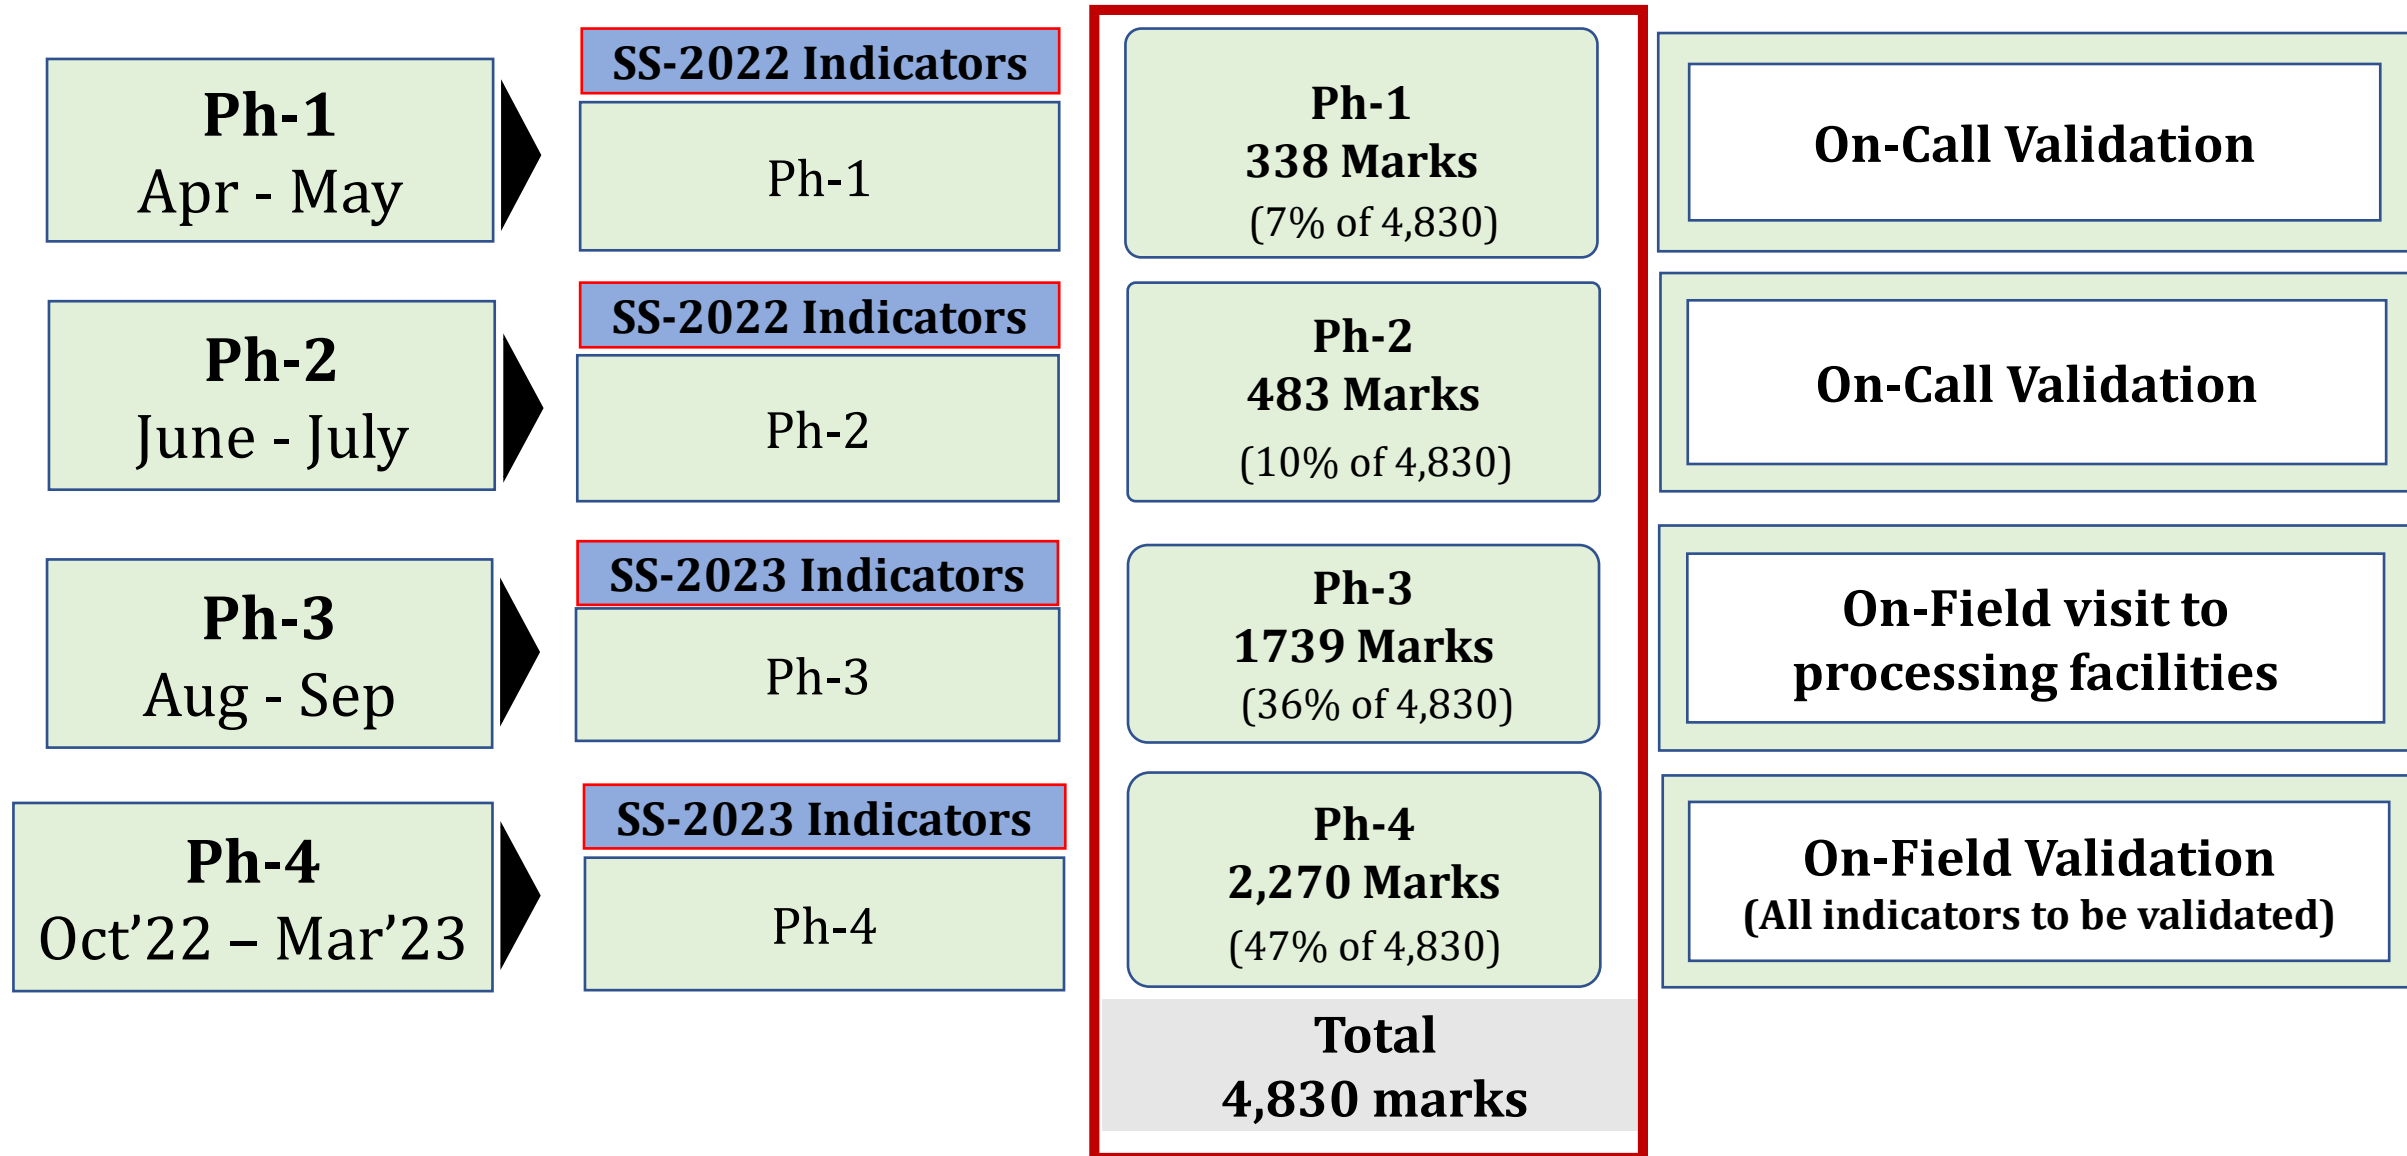 Ph-1
Apr - May
SS-2022 Indicators
Ph-1
Ph-1
338 Marks
(7% of 4,830)
On-Call Validation
Ph-2
June - July
SS-2022 Indicators
Ph-2
Ph-2
483 Marks
(10% of 4,830)
On-Call Validation
Ph-3
Aug - Sep
SS-2023 Indicators
Ph-3
Ph-3
1739 Marks
(36% of 4,830)
On-Field visit to
processing facilities
Ph-4
Oct’22 – Mar’23
SS-2023 Indicators
Ph-4
Ph-4
2,270 Marks
(47% of 4,830)
On-Field Validation
(All indicators to be validated)
Total
4,830 marks